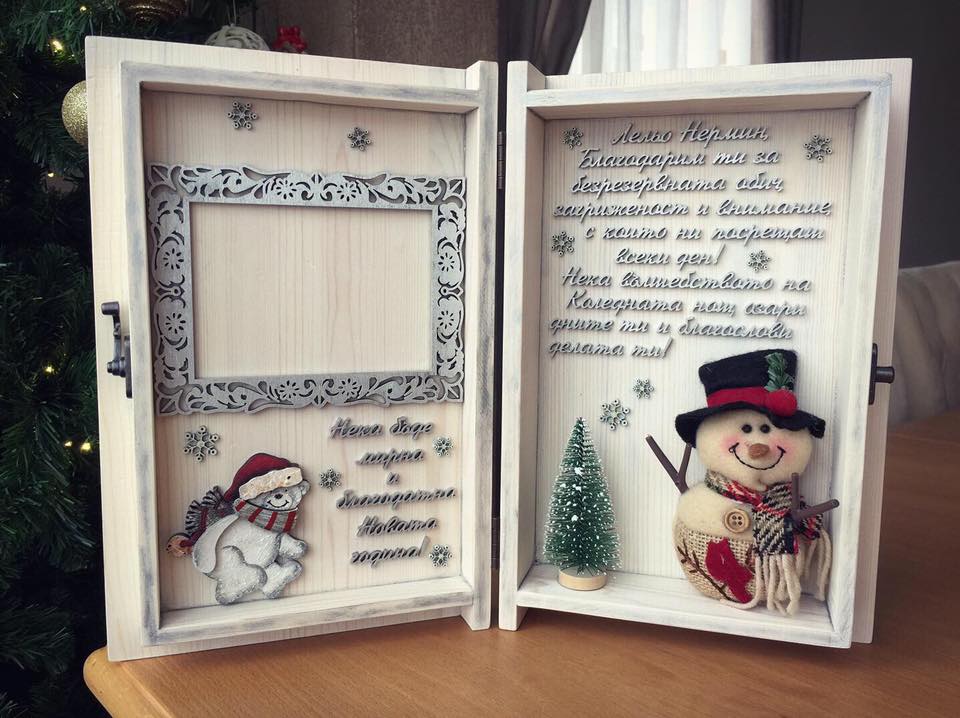 Нека бъде
мирна
и
благодатна
Новата
година!
Лельо Нермин,
Благодарим ти за
безрезервната обич,
загриженост и внимание,
с които ни посрещаш
всеки ден!
Нека вълшебството на
Коледната нощ озари
дните ти и благослови
делата ти!